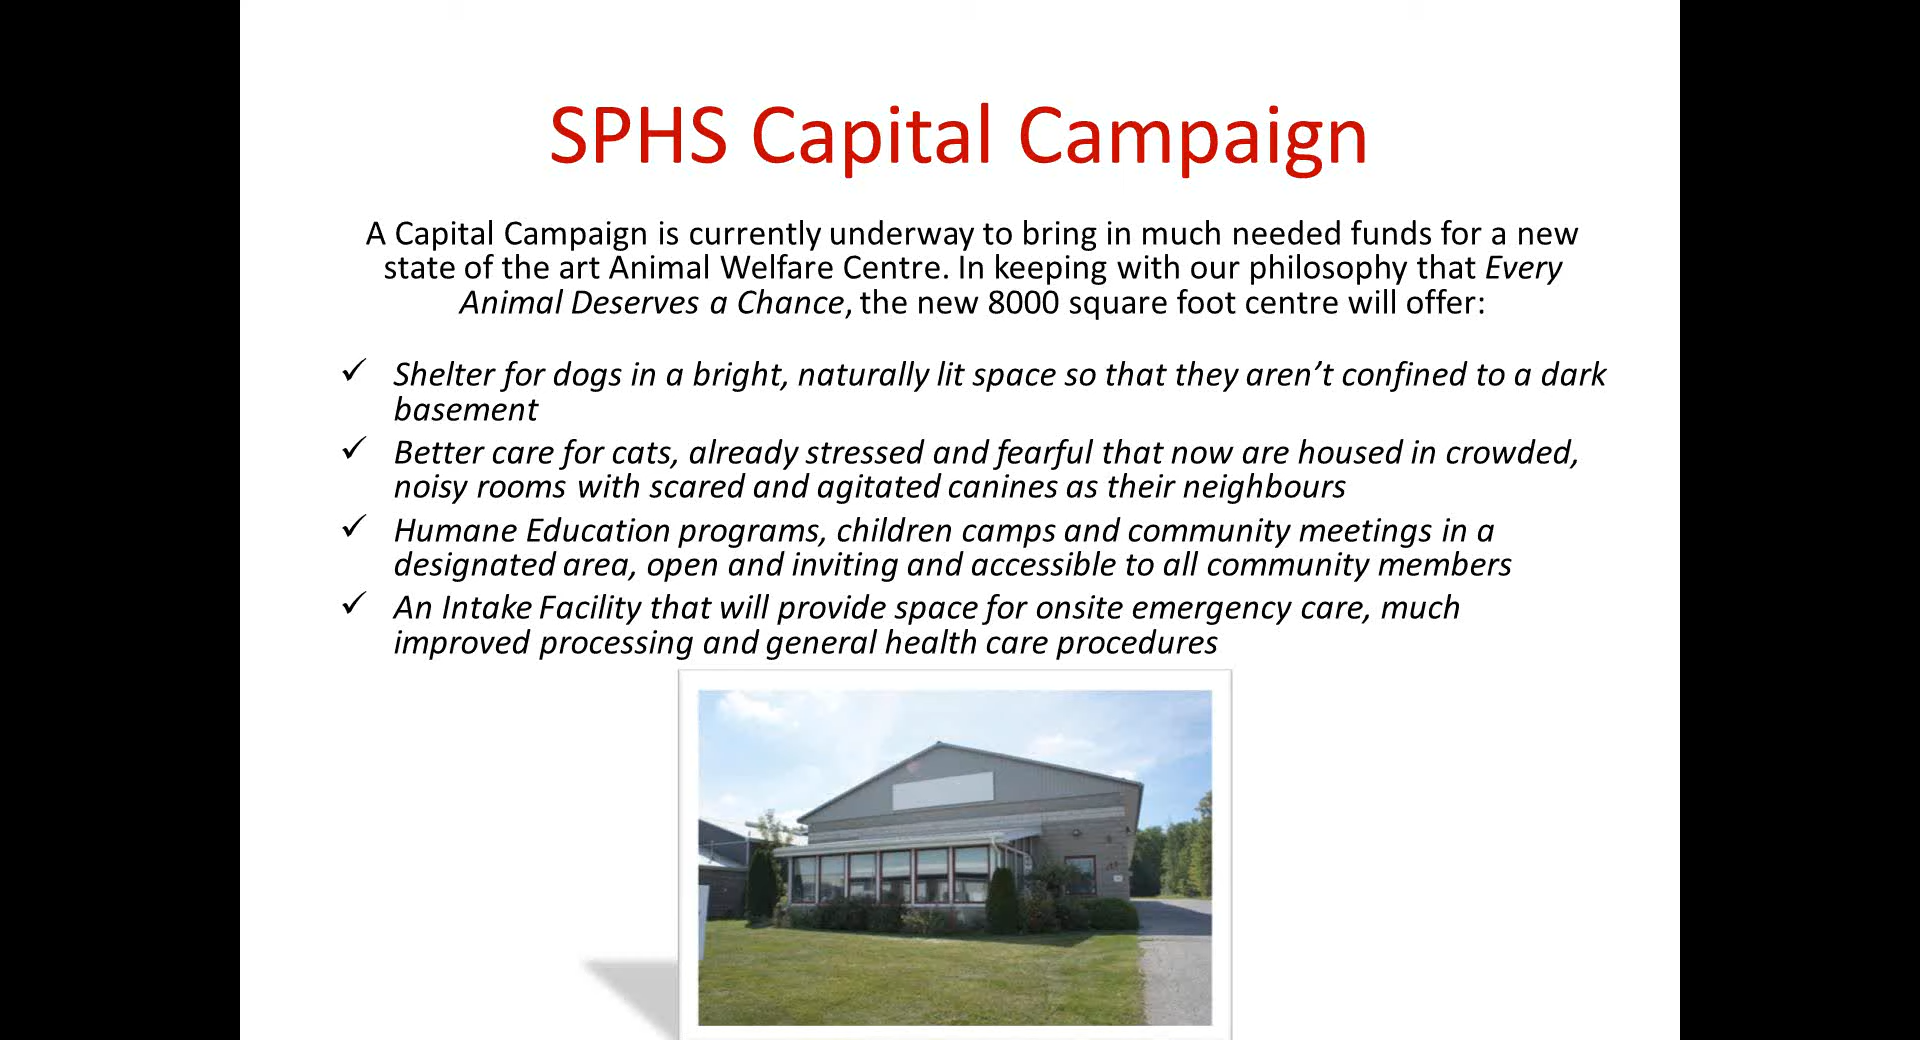 SPHS Capital Campaign
A Capital Campaign is currently underway to bring in much needed funds for a new
state of the art Animal Welfare Centre. In keeping with our philosophy that Every
Animal Deserves a Chance, the new 8000 square foot centre will offer:
✓ Shelter for dogs in a bright, naturally lit space so that they aren’t confined to a dark
basement
✓ Better care for cats, already stressed and fearful that now are housed in crowded,
noisy rooms with scared and agitated canines as their neighbours
✓ Humane Education programs, children camps and community meetings in a
designated area, open and inviting and accessible to all community members
✓ An Intake Facility that will provide space for onsite emergency care, much
improved processing and general health care procedures